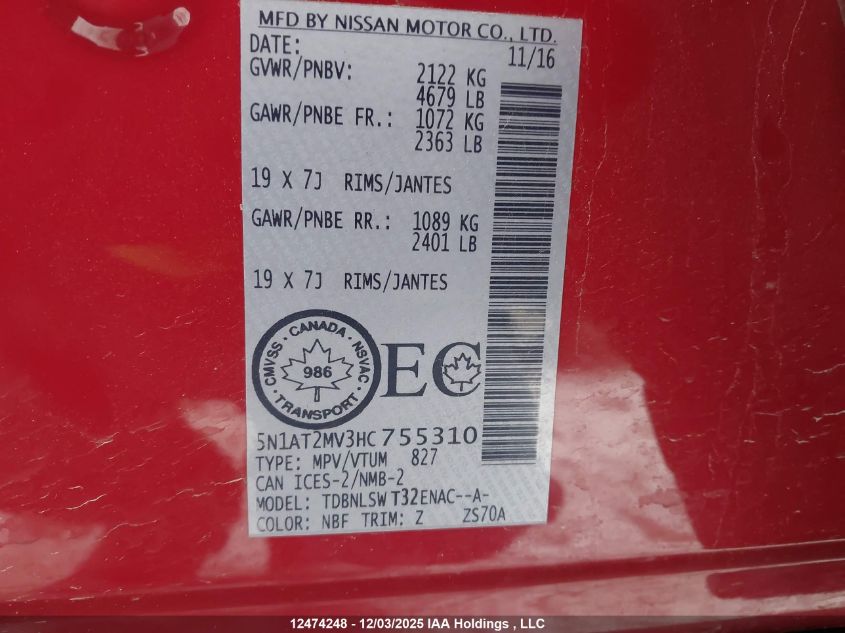 MFD BY NISSAN MOTOR CO., LTD.
DATE: 11/16
GVWR/PNBV: 2122 KG
4679 LB
GAWR/PNBE FR.: 1072 KG
2363 LB
19 X 7J RIMS/JANTES
GAWR/PNBE RR.: 1089 KG
2401 LB
19 X 7J RIMS/JANTES
CMVSS · CANADA · NSVAC · TRANSPORT ·
986
EC
5N1AT2MV3HC755310
TYPE: MPV/VTUM 827
CAN ICES-2/NMB-2
MODEL: TDBNLSW T32ENAC--A-
COLOR: NBF TRIM: Z ZS70A
12474248 - 12/03/2025 IAA Holdings , LLC